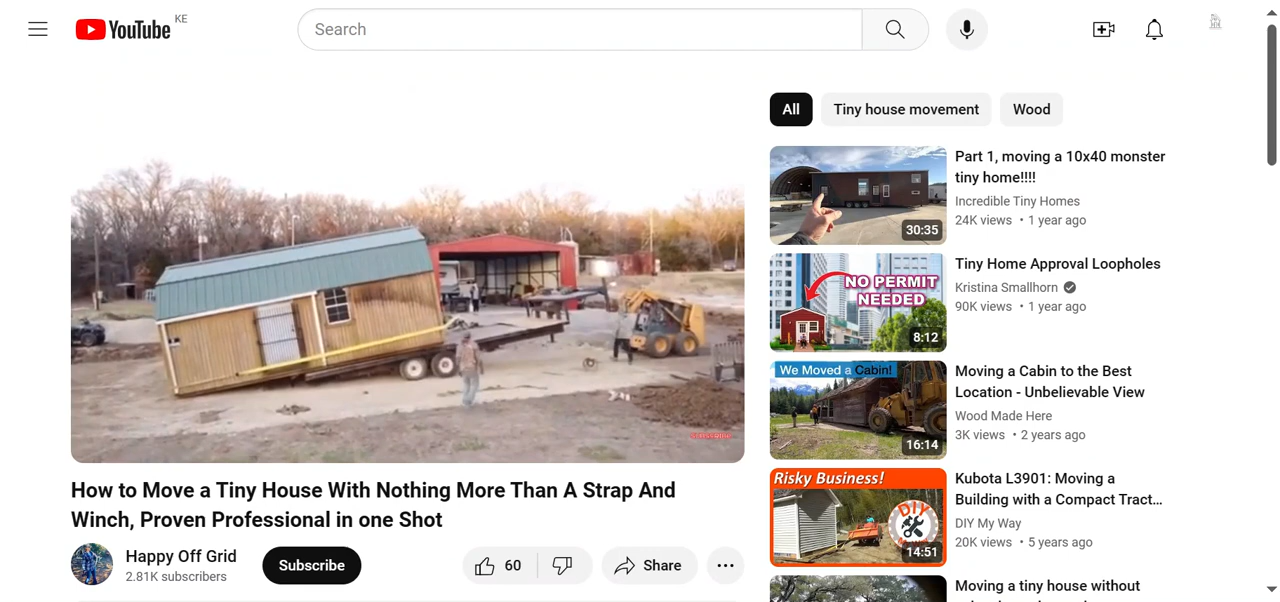 YouTube KE
Search
All
Tiny house movement
Wood
SUBSCRIBE
How to Move a Tiny House With Nothing More Than A Strap And
Winch, Proven Professional in one Shot
Happy Off Grid
2.81K subscribers
Subscribe
60
Share
30:35
Part 1, moving a 10x40 monster
tiny home!!!!
Incredible Tiny Homes
24K views • 1 year ago
NO PERMIT
NEEDED
8:12
Tiny Home Approval Loopholes
Kristina Smallhorn
90K views • 1 year ago
We Moved a Cabin!
16:14
Moving a Cabin to the Best
Location - Unbelievable View
Wood Made Here
3K views • 2 years ago
Risky Business!
DIY
14:51
Kubota L3901: Moving a
Building with a Compact Tract...
DIY My Way
20K views • 5 years ago
Moving a tiny house without